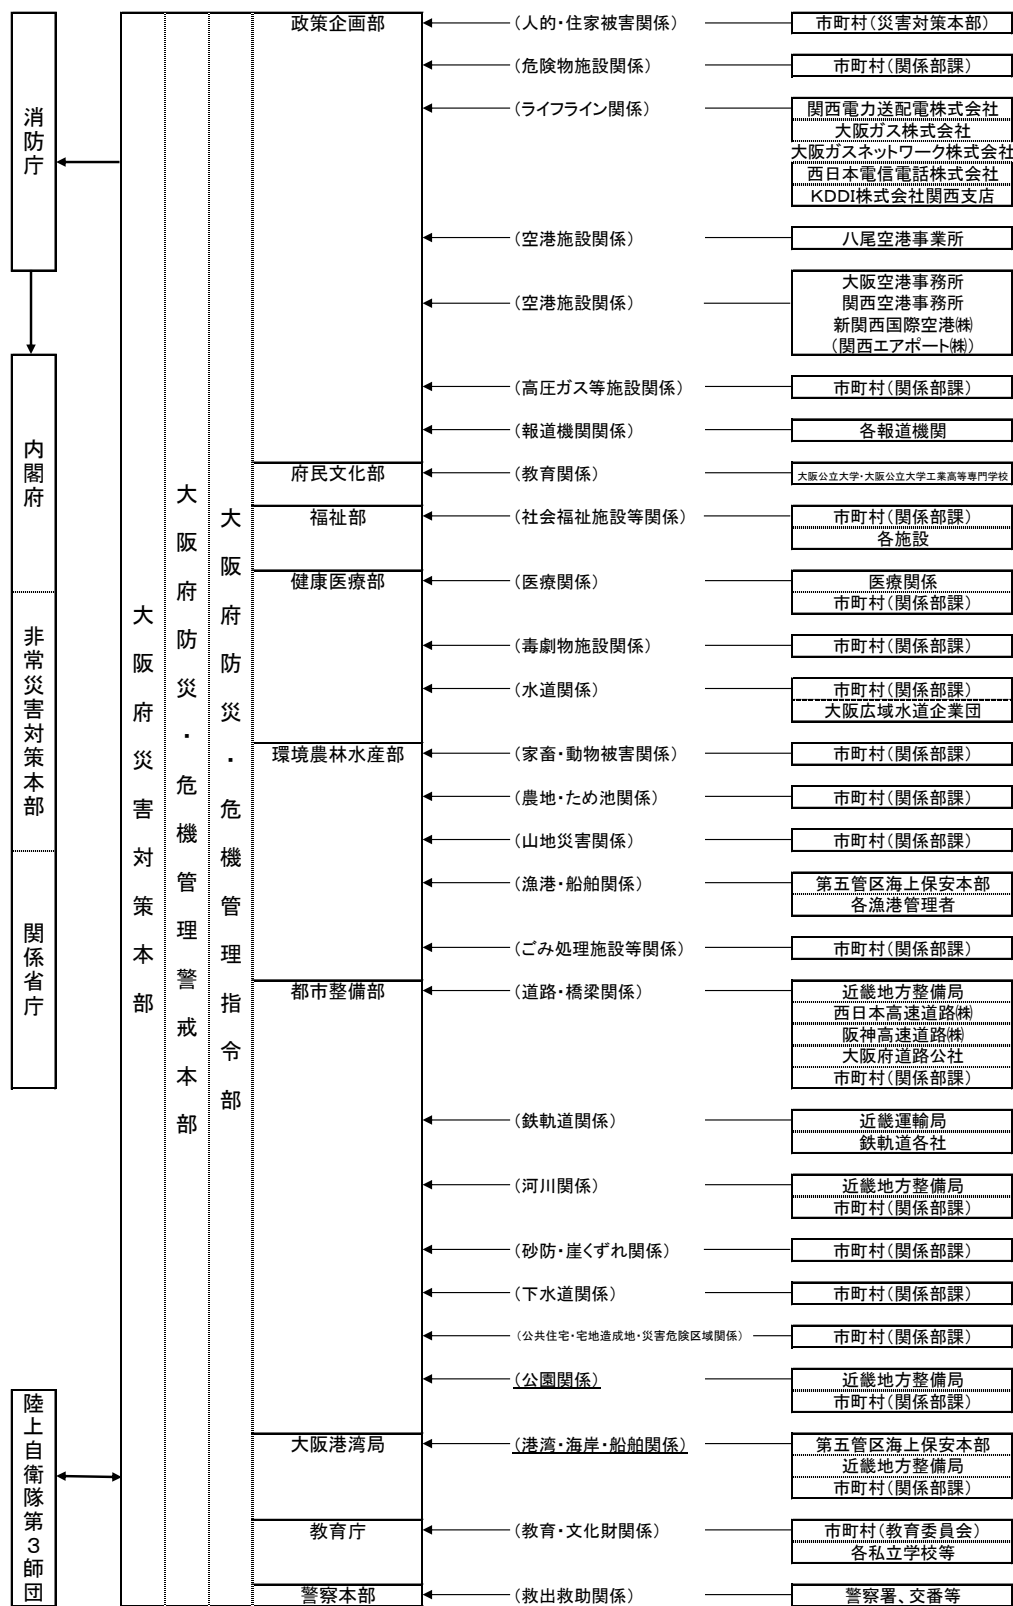 消防庁
内閣府
非常災害対策本部
関係省庁
陸上自衛隊第3師団
大阪府災害対策本部
大阪府防災・危機管理警戒本部
大阪府防災・危機管理指令部
政策企画部
(人的・住家被害関係)
市町村(災害対策本部)
(危険物施設関係)
市町村(関係部課)
(ライフライン関係)
関西電力送配電株式会社
大阪ガス株式会社
大阪ガスネットワーク株式会社
西日本電信電話株式会社
KDDI株式会社関西支店
(空港施設関係)
八尾空港事業所
(空港施設関係)
大阪空港事務所
関西空港事務所
新関西国際空港㈱
(関西エアポート㈱)
(高圧ガス等施設関係)
市町村(関係部課)
(報道機関関係)
各報道機関
府民文化部
(教育関係)
大阪公立大学・大阪公立大学工業高等専門学校
福祉部
(社会福祉施設等関係)
市町村(関係部課)
各施設
健康医療部
(医療関係)
医療関係
市町村(関係部課)
(毒劇物施設関係)
市町村(関係部課)
(水道関係)
市町村(関係部課)
大阪広域水道企業団
環境農林水産部
(家畜・動物被害関係)
市町村(関係部課)
(農地・ため池関係)
市町村(関係部課)
(山地災害関係)
市町村(関係部課)
(漁港・船舶関係)
第五管区海上保安本部
各漁港管理者
(ごみ処理施設等関係)
市町村(関係部課)
都市整備部
(道路・橋梁関係)
近畿地方整備局
西日本高速道路㈱
阪神高速道路㈱
大阪府道路公社
市町村(関係部課)
(鉄軌道関係)
近畿運輸局
鉄軌道各社
(河川関係)
近畿地方整備局
市町村(関係部課)
(砂防・崖くずれ関係)
市町村(関係部課)
(下水道関係)
市町村(関係部課)
(公共住宅・宅地造成地・災害危険区域関係)
市町村(関係部課)
(公園関係)
近畿地方整備局
市町村(関係部課)
大阪港湾局
(港湾・海岸・船舶関係)
第五管区海上保安本部
近畿地方整備局
市町村(関係部課)
教育庁
(教育・文化財関係)
市町村(教育委員会)
各私立学校等
警察本部
(救出救助関係)
警察署、交番等